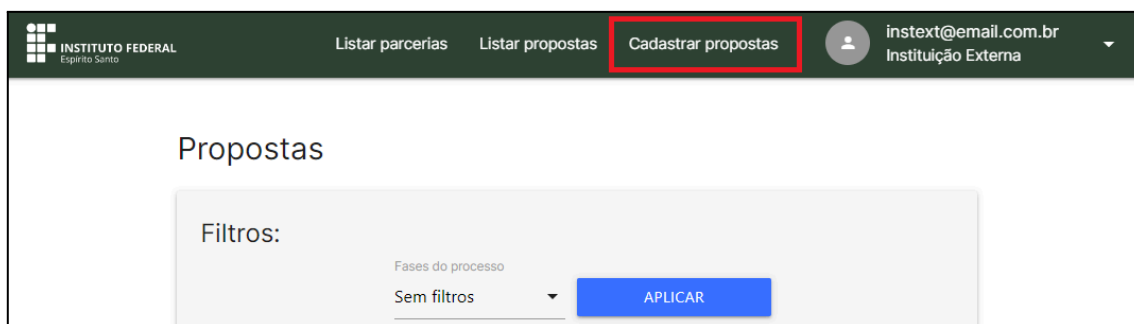 INSTITUTO FEDERAL
Espírito Santo
Listar parcerias
Listar propostas
Cadastrar propostas
instext@email.com.br
Instituição Externa
Propostas
Filtros:
Fases do processo
Sem filtros
APLICAR